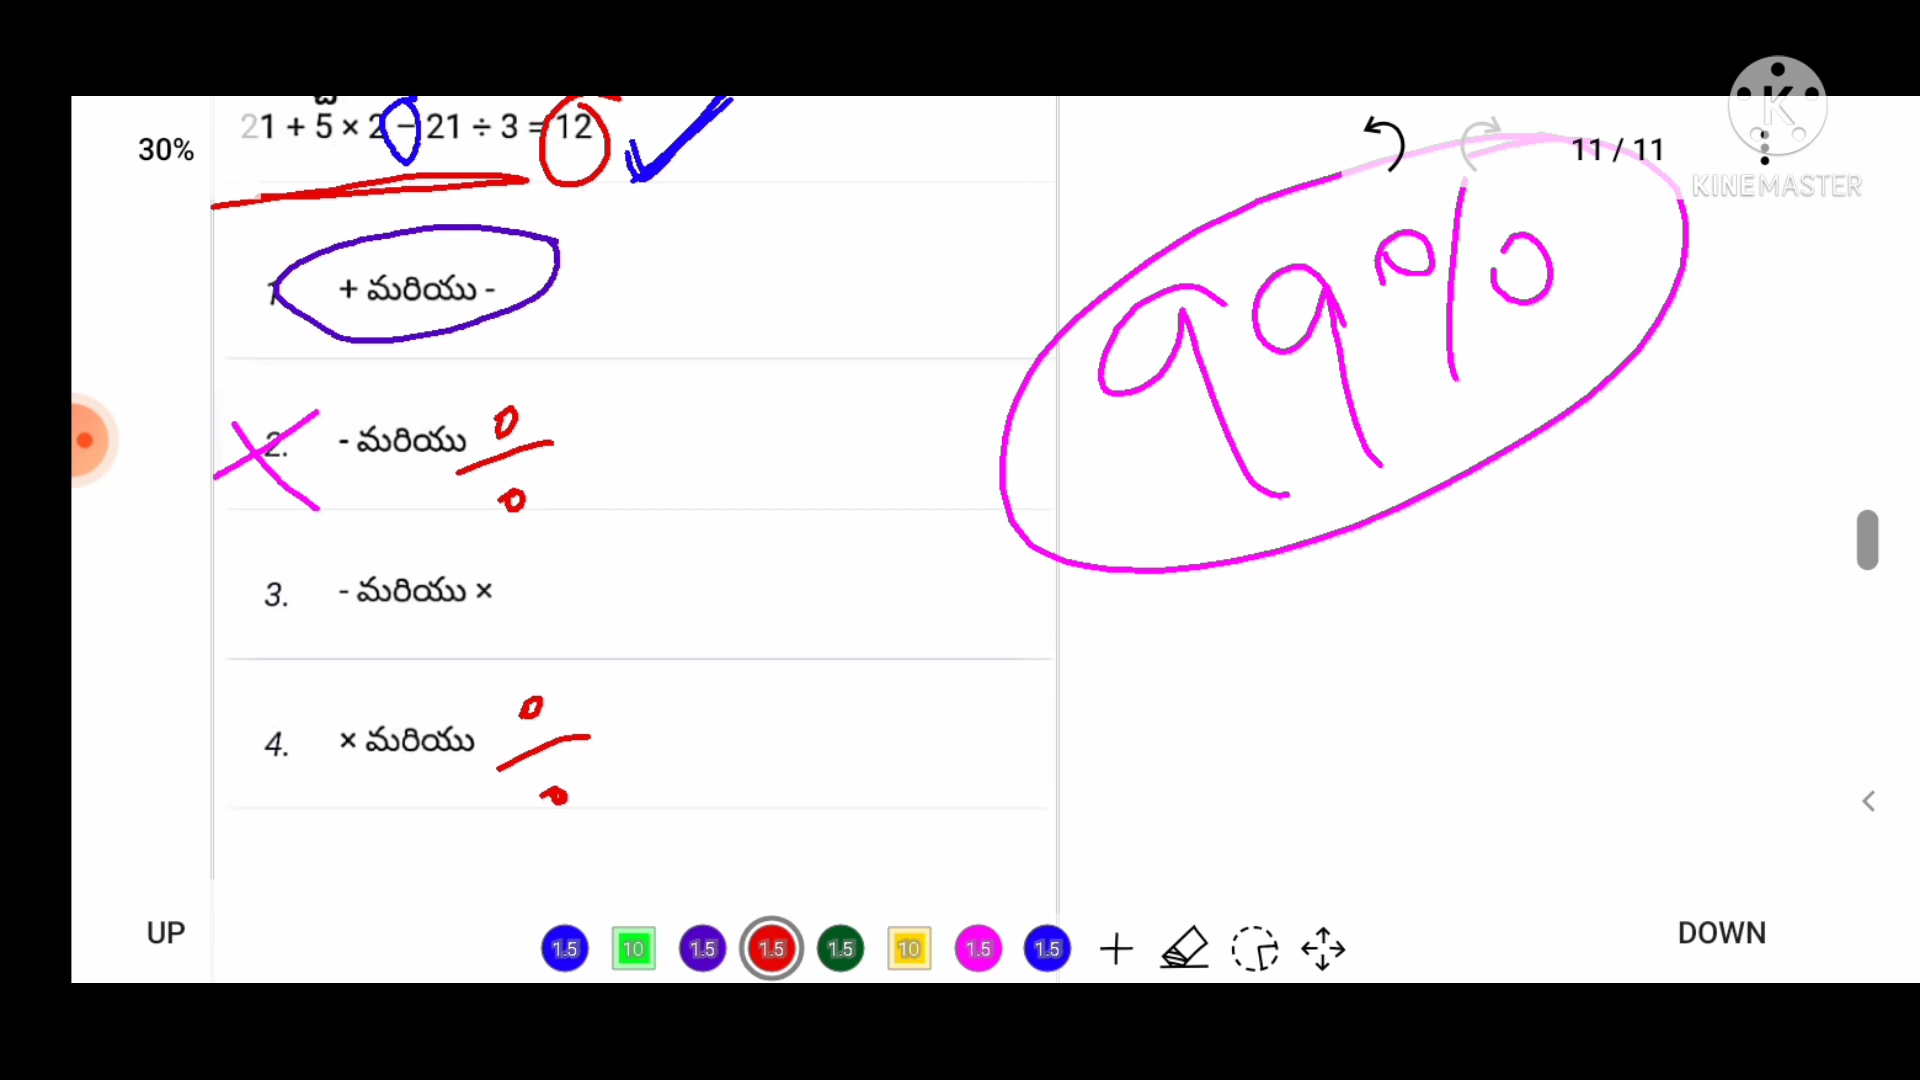 21 + 5 × 2 − 21 ÷ 3 = 12
30%
11 / 11
KINEMASTER
K
99%
+ మరియు -
2. - మరియు ÷
3. - మరియు ×
4. × మరియు ÷
UP
DOWN
1.5 10 1.5 1.5 1.5 10 1.5 1.5